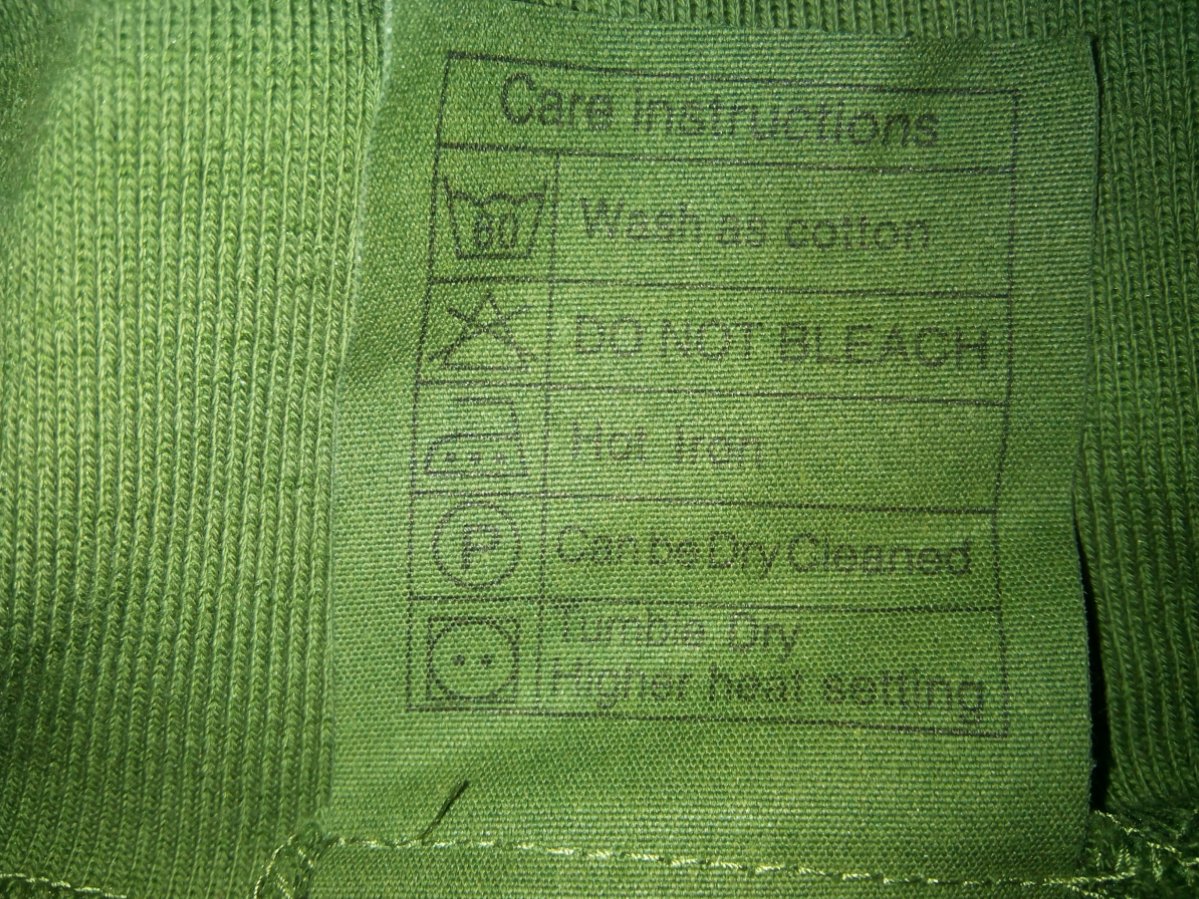 Care instructions
60 Wash as cotton
DO NOT BLEACH
Hot Iron
P Can be Dry Cleaned
Tumble Dry
Higher heat setting